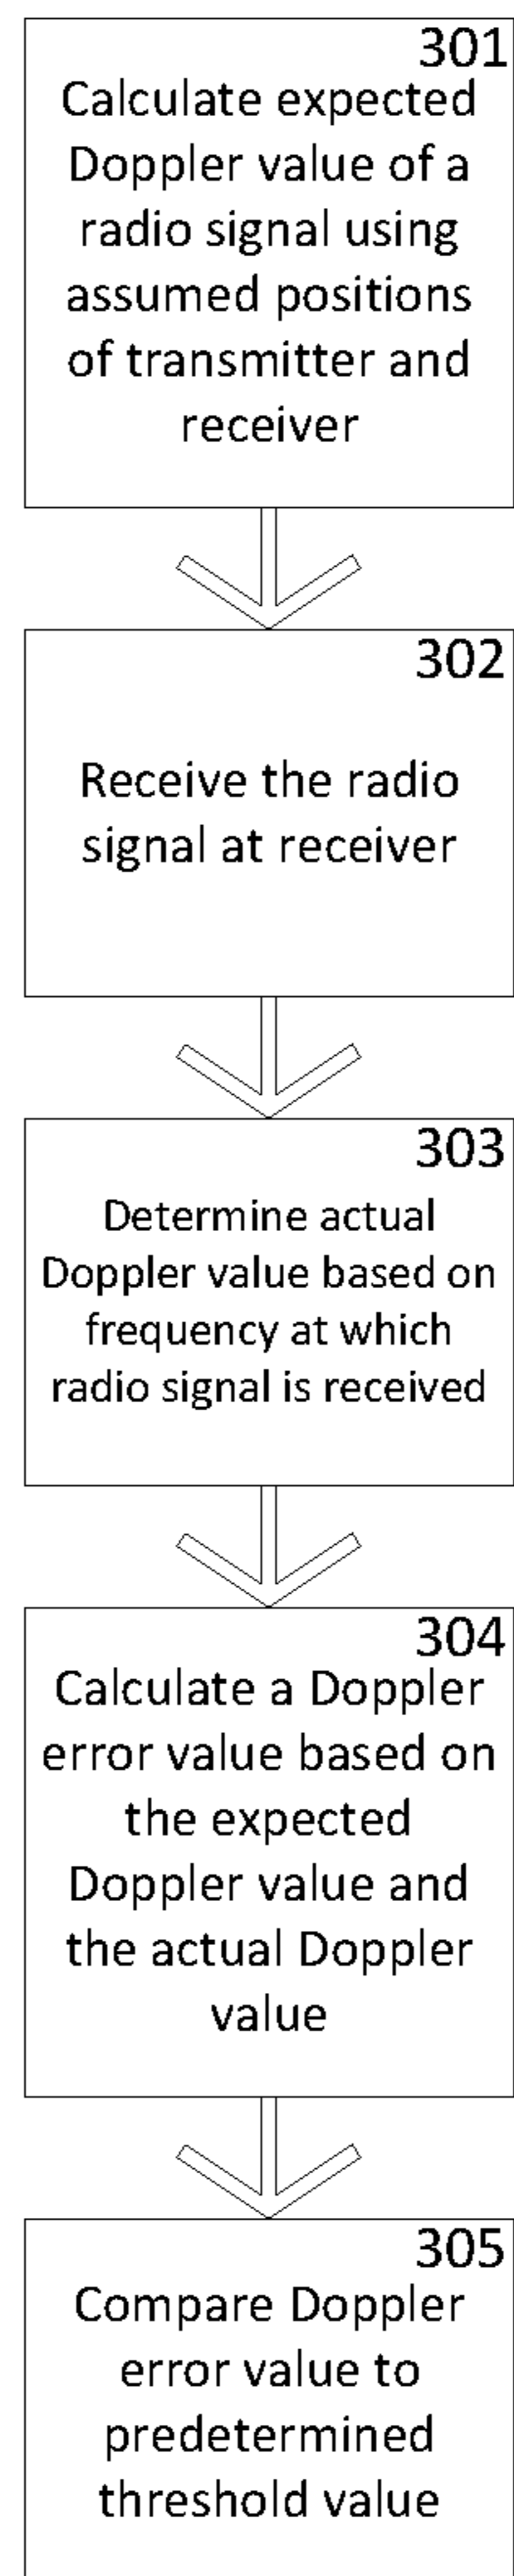 301
Calculate expected
Doppler value of a
radio signal using
assumed positions
of transmitter and
receiver
302
Receive the radio
signal at receiver
303
Determine actual
Doppler value based on
frequency at which
radio signal is received
304
Calculate a Doppler
error value based on
the expected
Doppler value and
the actual Doppler
value
305
Compare Doppler
error value to
predetermined
threshold value